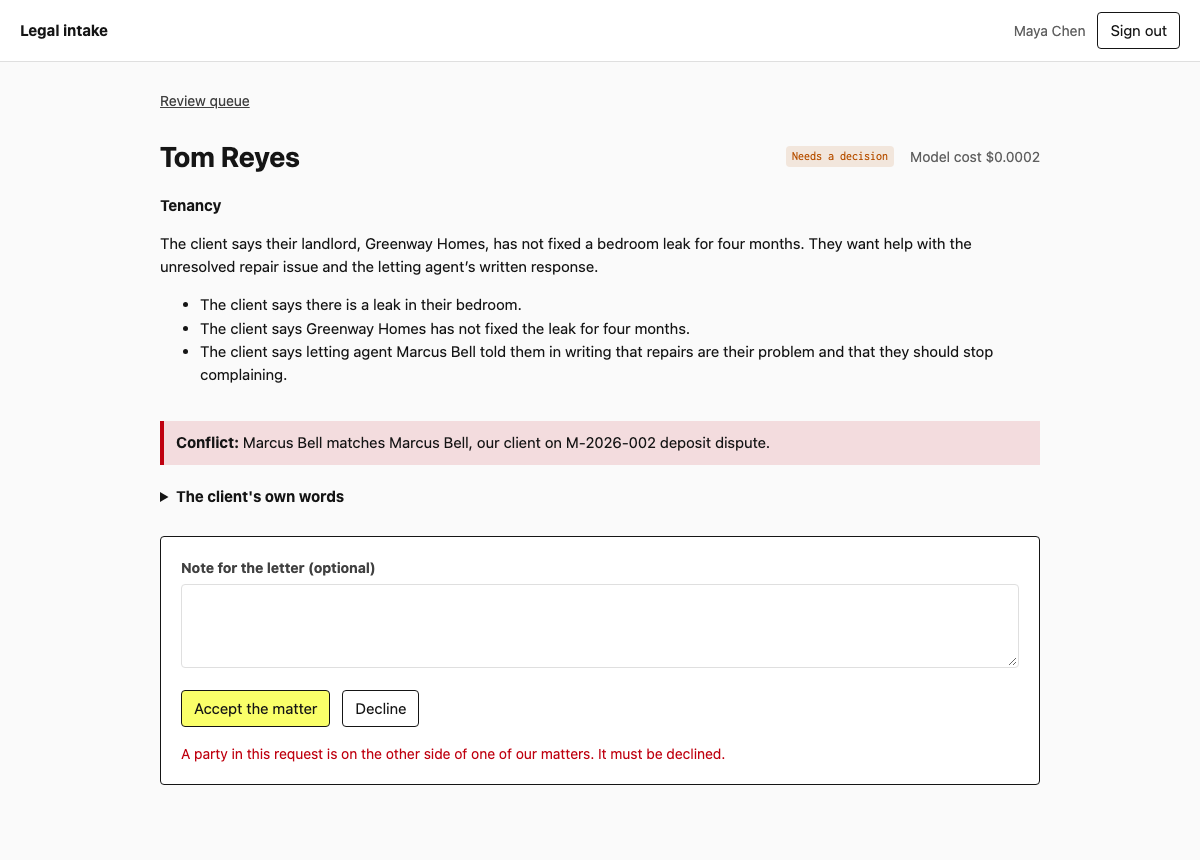 Legal intake
Maya Chen
Sign out
Review queue
Tom Reyes
Needs a decision
Model cost $0.0002
Tenancy
The client says their landlord, Greenway Homes, has not fixed a bedroom leak for four months. They want help with the
unresolved repair issue and the letting agent’s written response.
The client says there is a leak in their bedroom.
The client says Greenway Homes has not fixed the leak for four months.
The client says letting agent Marcus Bell told them in writing that repairs are their problem and that they should stop
complaining.
Conflict: Marcus Bell matches Marcus Bell, our client on M-2026-002 deposit dispute.
The client's own words
Note for the letter (optional)
Accept the matter
Decline
A party in this request is on the other side of one of our matters. It must be declined.